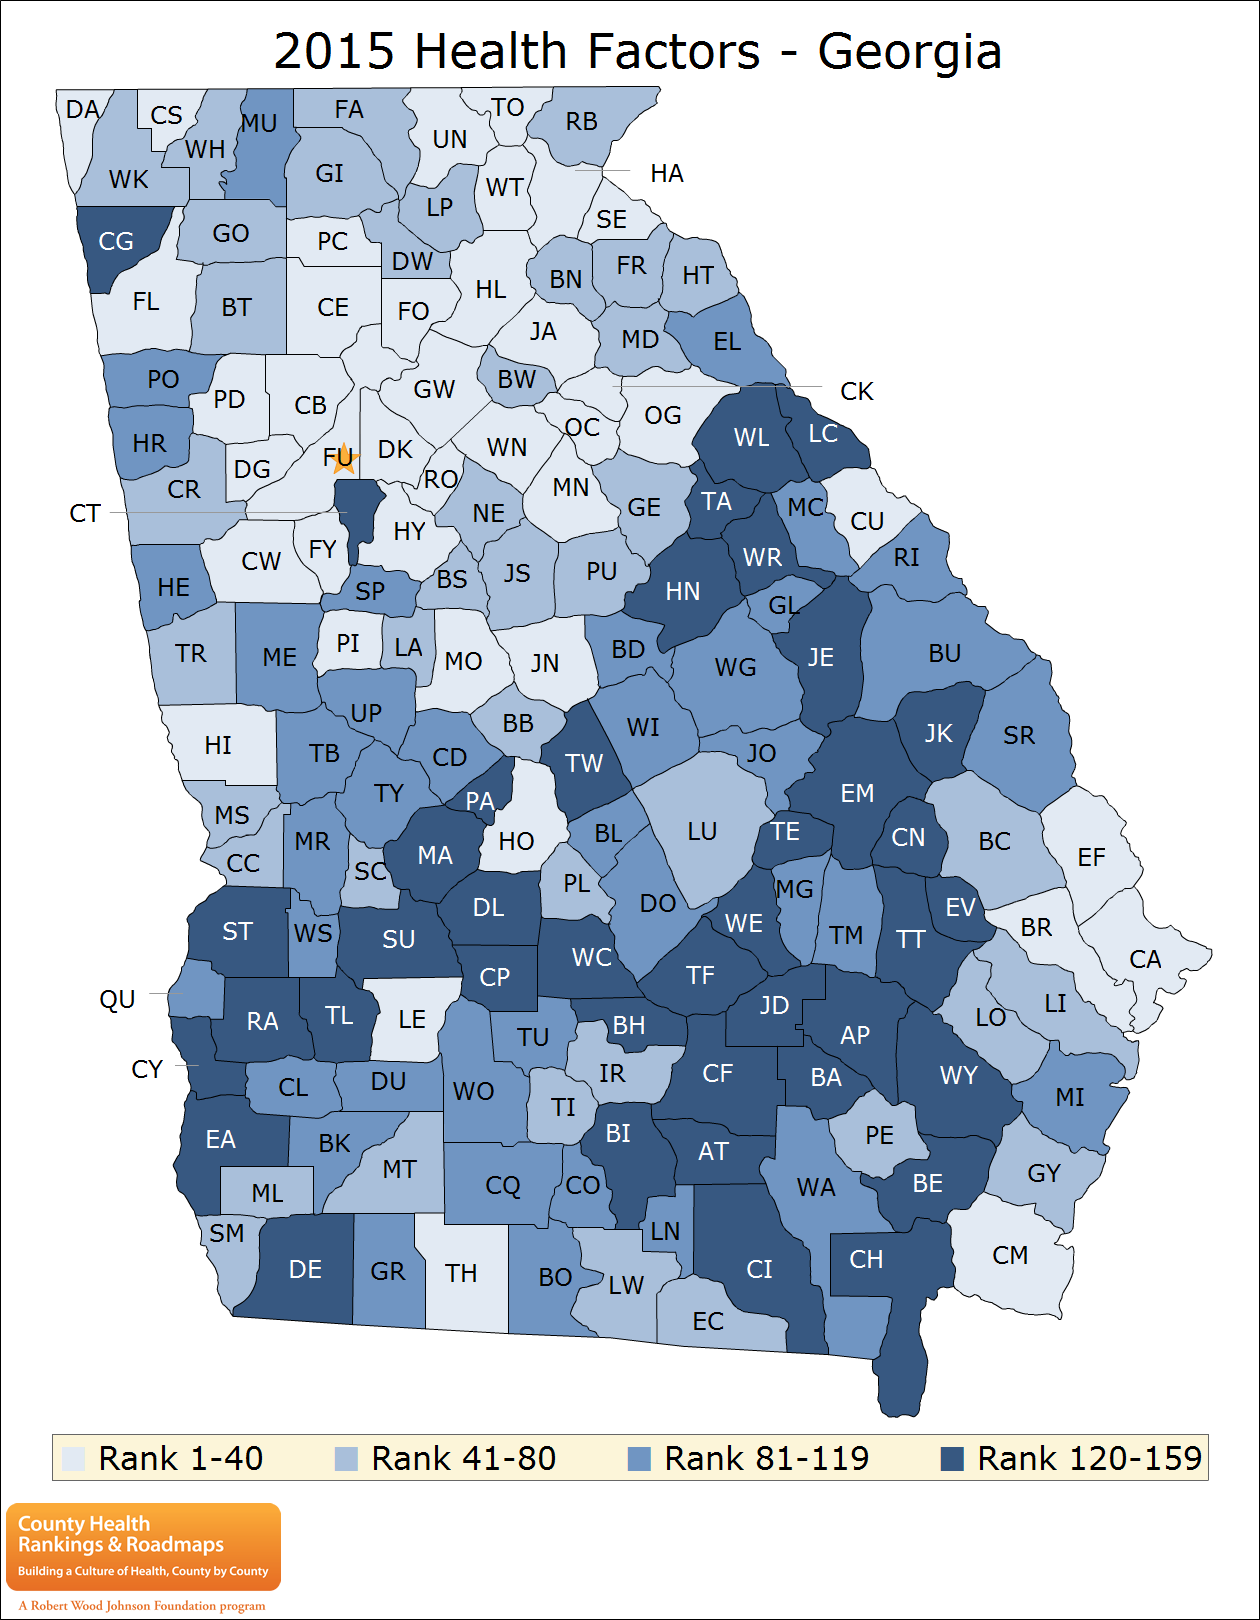 2015 Health Factors - Georgia
DA CS MU FA UN TO RB
WH
WK GI WT HA
LP SE
CG GO PC
DW BN FR HT
FL BT CE FO HL
JA MD EL
PO PD CB GW BW CK
HR OG
DG FU DK WN OC WL LC
CR RO MN
CT NE GE TA MC CU
HY
CW FY WR RI
HE SP BS JS PU HN
GL
TR ME PI LA MO JN BD WG JE BU
UP BB WI
HI TB CD TW JO JK SR
MS TY PA EM
MR HO BL LU TE CN BC
CC SC MA EF
PL DO MG
ST WS SU DL WE TM TT EV BR
CP WC TF CA
QU RA TL LE BH JD LO LI
TU AP
CY CL DU WO IR CF BA WY MI
TI
EA BK BI AT PE
ML MT CQ CO WA BE GY
SM LN
DE GR TH BO LW CI CH CM
EC
Rank 1-40 Rank 41-80 Rank 81-119 Rank 120-159
County Health
Rankings & Roadmaps
Building a Culture of Health, County by County
A Robert Wood Johnson Foundation program